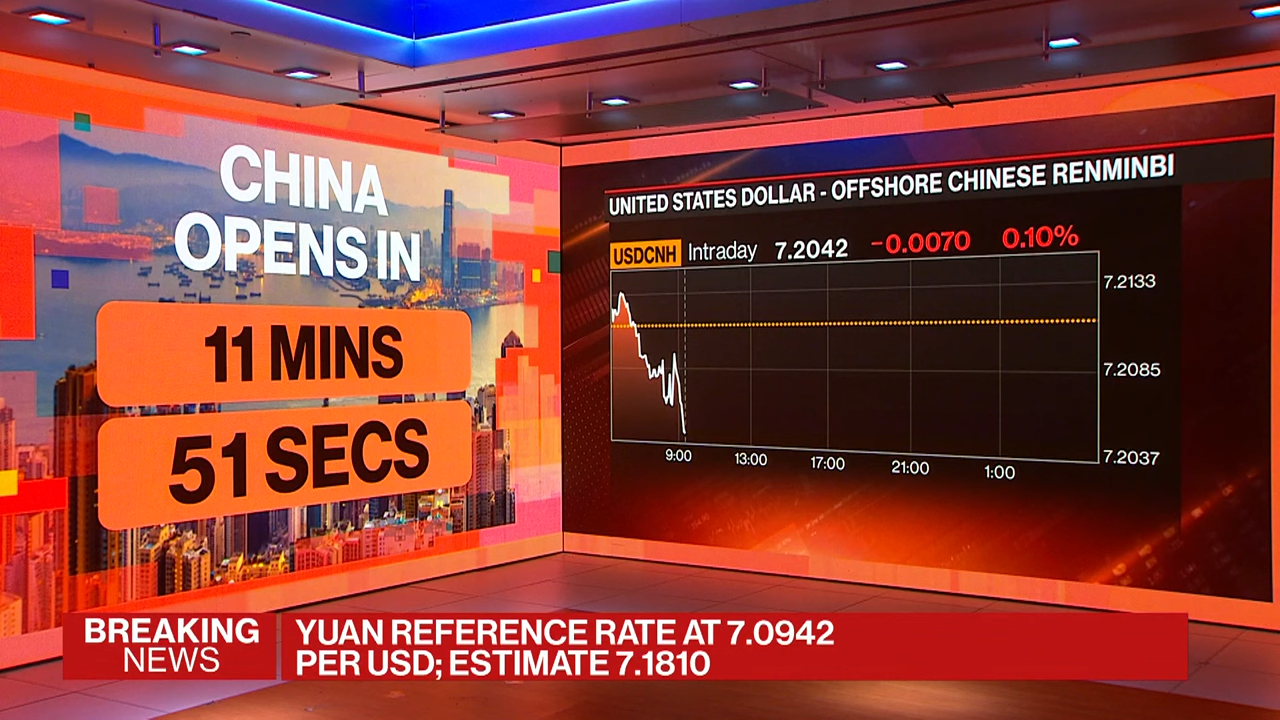 CHINA
OPENS IN
11 MINS
51 SECS
UNITED STATES DOLLAR - OFFSHORE CHINESE RENMINBI
USDCNH Intraday 7.2042 -0.0070 0.10%
7.2133
7.2085
7.2037
9:00 13:00 17:00 21:00 1:00
BREAKING
NEWS
YUAN REFERENCE RATE AT 7.0942
PER USD; ESTIMATE 7.1810